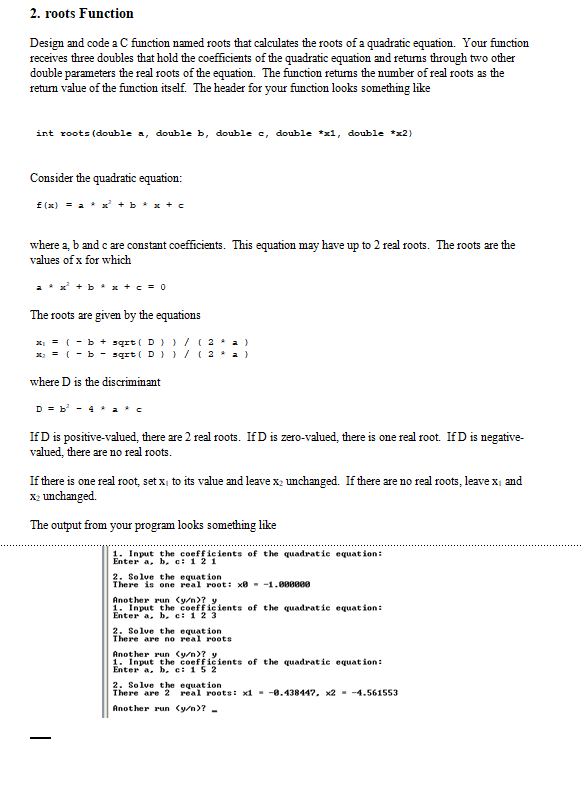 2. roots Function
Design and code a C function named roots that calculates the roots of a quadratic equation. Your function
receives three doubles that hold the coefficients of the quadratic equation and returns through two other
double parameters the real roots of the equation. The function returns the number of real roots as the
return value of the function itself. The header for your function looks something like
int roots(double a, double b, double c, double *x1, double *x2)
Consider the quadratic equation:
f(x) = a * x² + b * x + c
where a, b and c are constant coefficients. This equation may have up to 2 real roots. The roots are the
values of x for which
a * x² + b * x + c = 0
The roots are given by the equations
x₁ = ( - b + sqrt( D ) ) / ( 2 * a )
x₂ = ( - b - sqrt( D ) ) / ( 2 * a )
where D is the discriminant
D = b² - 4 * a * c
If D is positive-valued, there are 2 real roots. If D is zero-valued, there is one real root. If D is negative-
valued, there are no real roots.
If there is one real root, set x₁ to its value and leave x₂ unchanged. If there are no real roots, leave x₁ and
x₂ unchanged.
The output from your program looks something like
1. Input the coefficients of the quadratic equation:
Enter a, b, c: 1 2 1
2. Solve the equation
There is one real root: x0 = -1.000000
Another run (y/n)? y
1. Input the coefficients of the quadratic equation:
Enter a, b, c: 1 2 3
2. Solve the equation
There are no real roots
Another run (y/n)? y
1. Input the coefficients of the quadratic equation:
Enter a, b, c: 1 5 2
2. Solve the equation
There are 2 real roots: x1 = -0.438447, x2 = -4.561553
Another run (y/n)? _